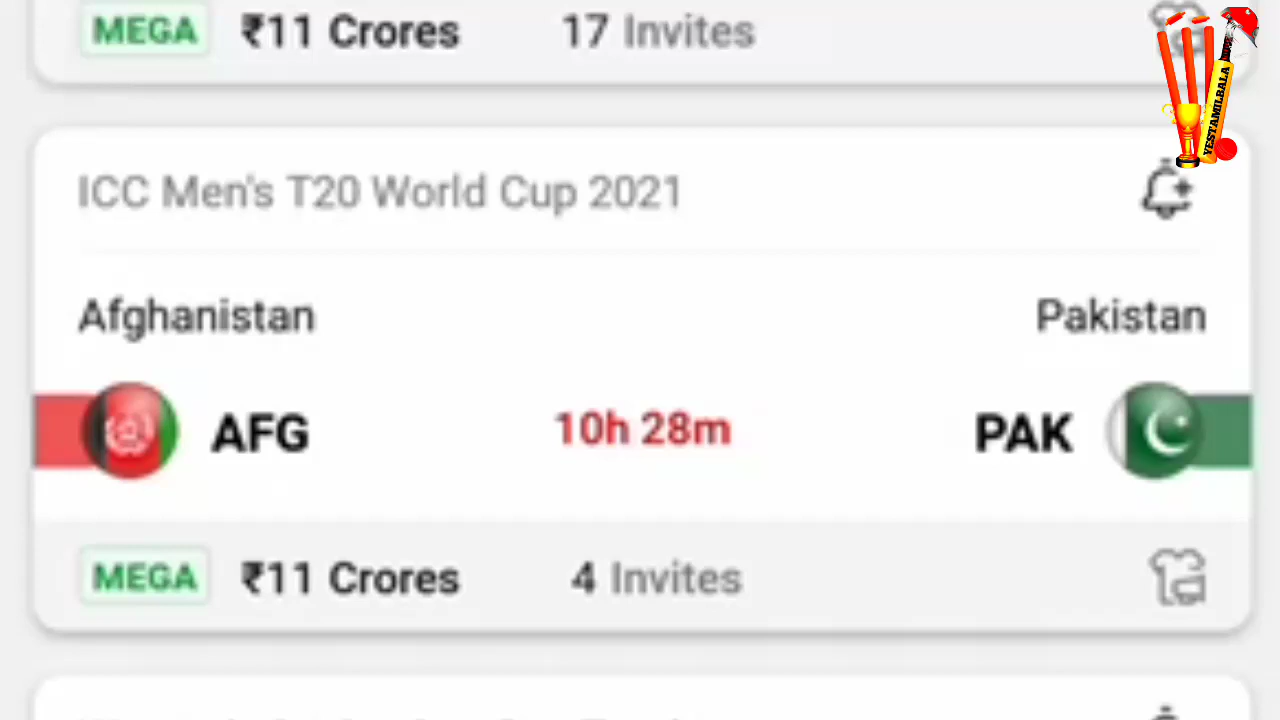 MEGA ₹11 Crores 17 Invites
YESTAMILBALA
ICC Men's T20 World Cup 2021
Afghanistan Pakistan
AFG 10h 28m PAK
MEGA ₹11 Crores 4 Invites